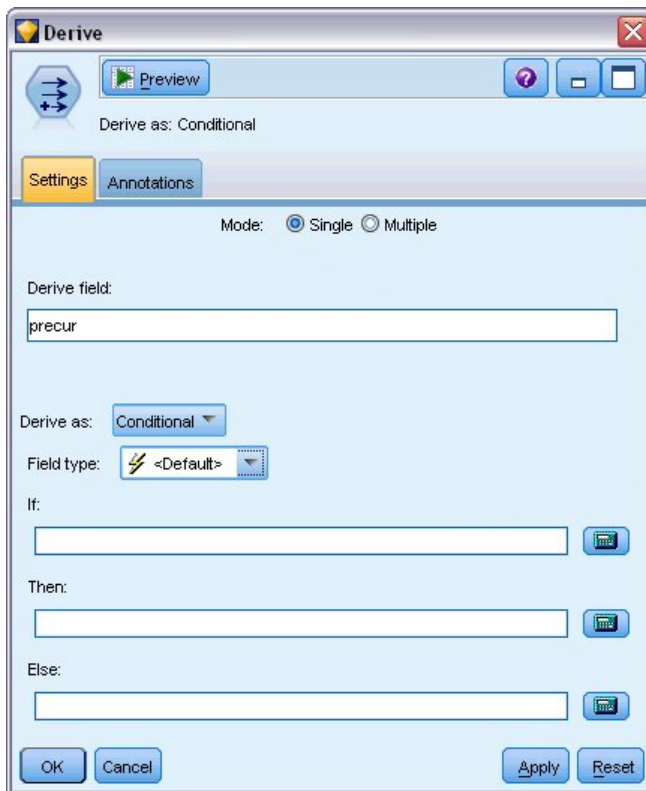 Derive
Preview
Derive as: Conditional
Settings Annotations
Mode: Single Multiple
Derive field:
precur
Derive as: Conditional
Field type: <Default>
If:
Then:
Else:
OK Cancel Apply Reset